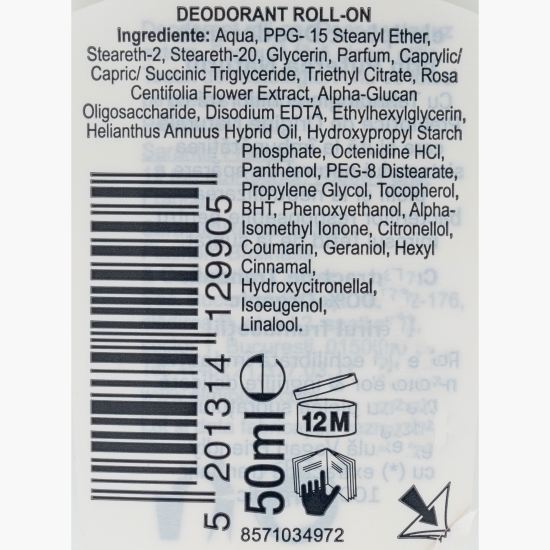 DEODORANT ROLL-ON
Ingrediente: Aqua, PPG- 15 Stearyl Ether,
Steareth-2, Steareth-20, Glycerin, Parfum, Caprylic/
Capric/ Succinic Triglyceride, Triethyl Citrate, Rosa
Centifolia Flower Extract, Alpha-Glucan
Oligosaccharide, Disodium EDTA, Ethylhexylglycerin,
Helianthus Annuus Hybrid Oil, Hydroxypropyl Starch
Phosphate, Octenidine HCl,
Panthenol, PEG-8 Distearate,
Propylene Glycol, Tocopherol,
BHT, Phenoxyethanol, Alpha-
Isomethyl Ionone, Citronellol,
Coumarin, Geraniol, Hexyl
Cinnamal,
Hydroxycitronellal,
Isoeugenol,
Linalool.
5 201314 129905
50ml e
12M
8571034972